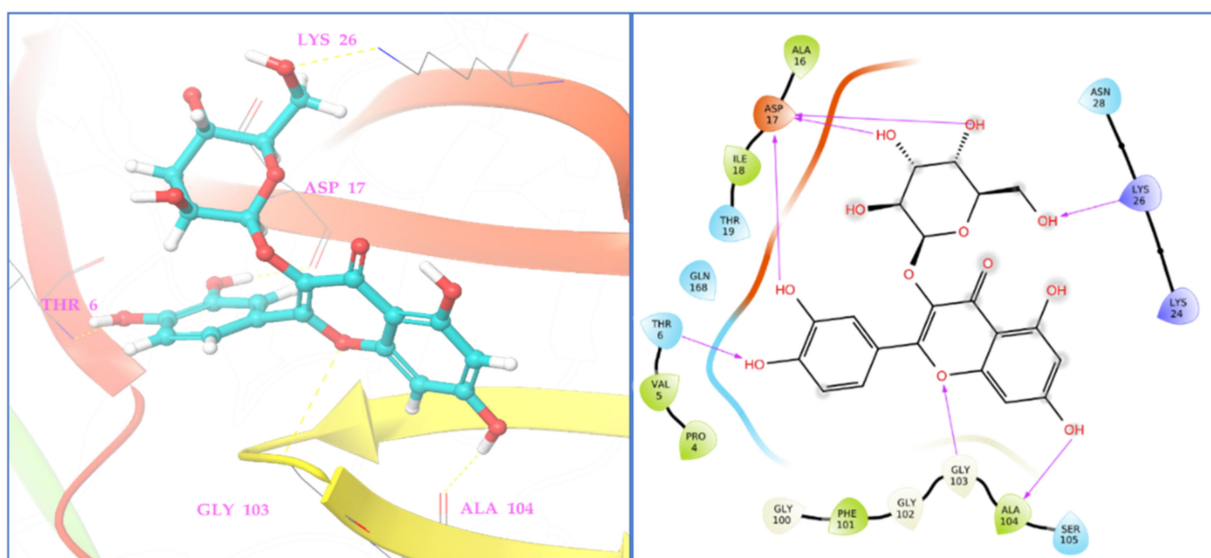 LYS 26
ASP 17
THR 6
GLY 103
ALA 104
ALA
16
ASP
17
ILE
18
THR
19
GLN
168
THR
6
VAL
5
PRO
4
ASN
28
LYS
26
LYS
24
HO
OH
HO
OH
O
O
O
OH
HO
HO
O
OH
GLY
100
PHE
101
GLY
102
GLY
103
ALA
104
SER
105